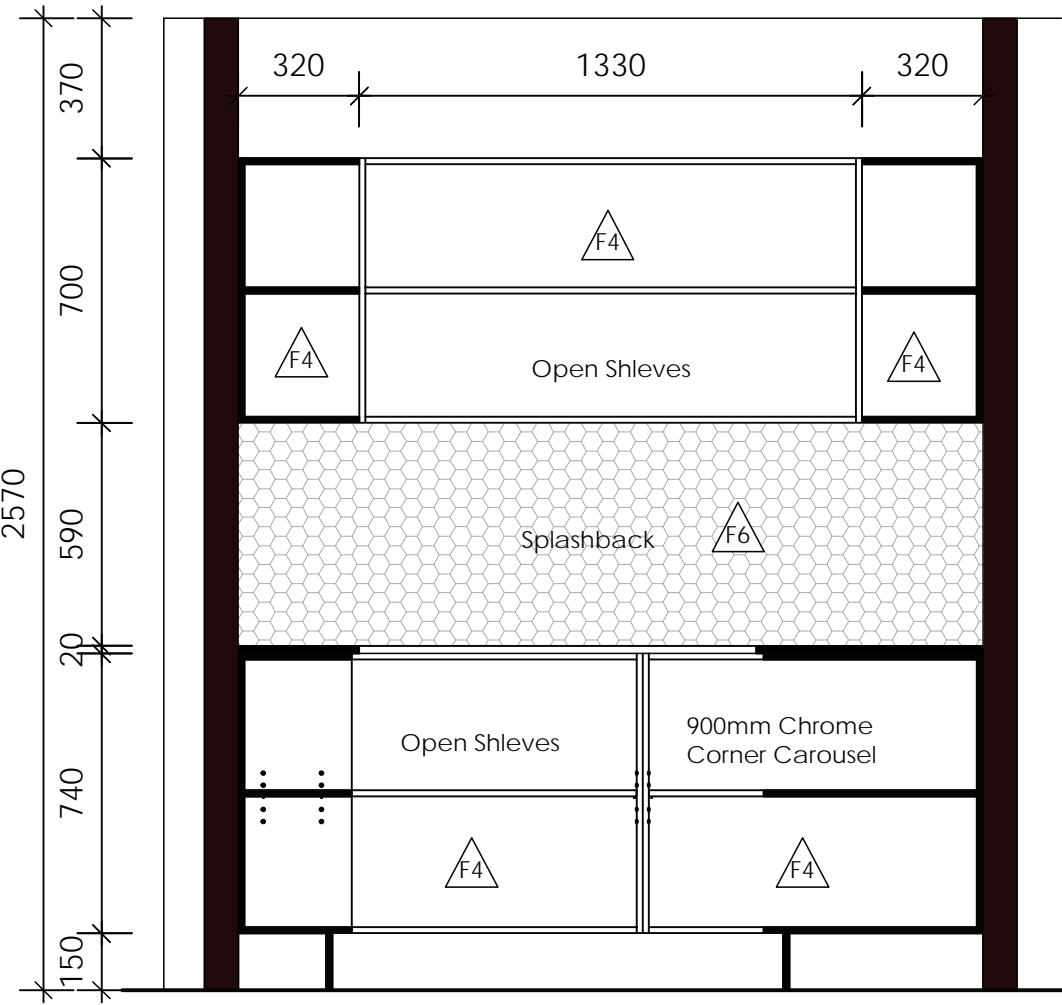 320
1330
320
370
F4
700
F4
Open Shleves
F4
2570
590
Splashback
F6
20
Open Shleves
900mm Chrome
Corner Carousel
740
F4
F4
150